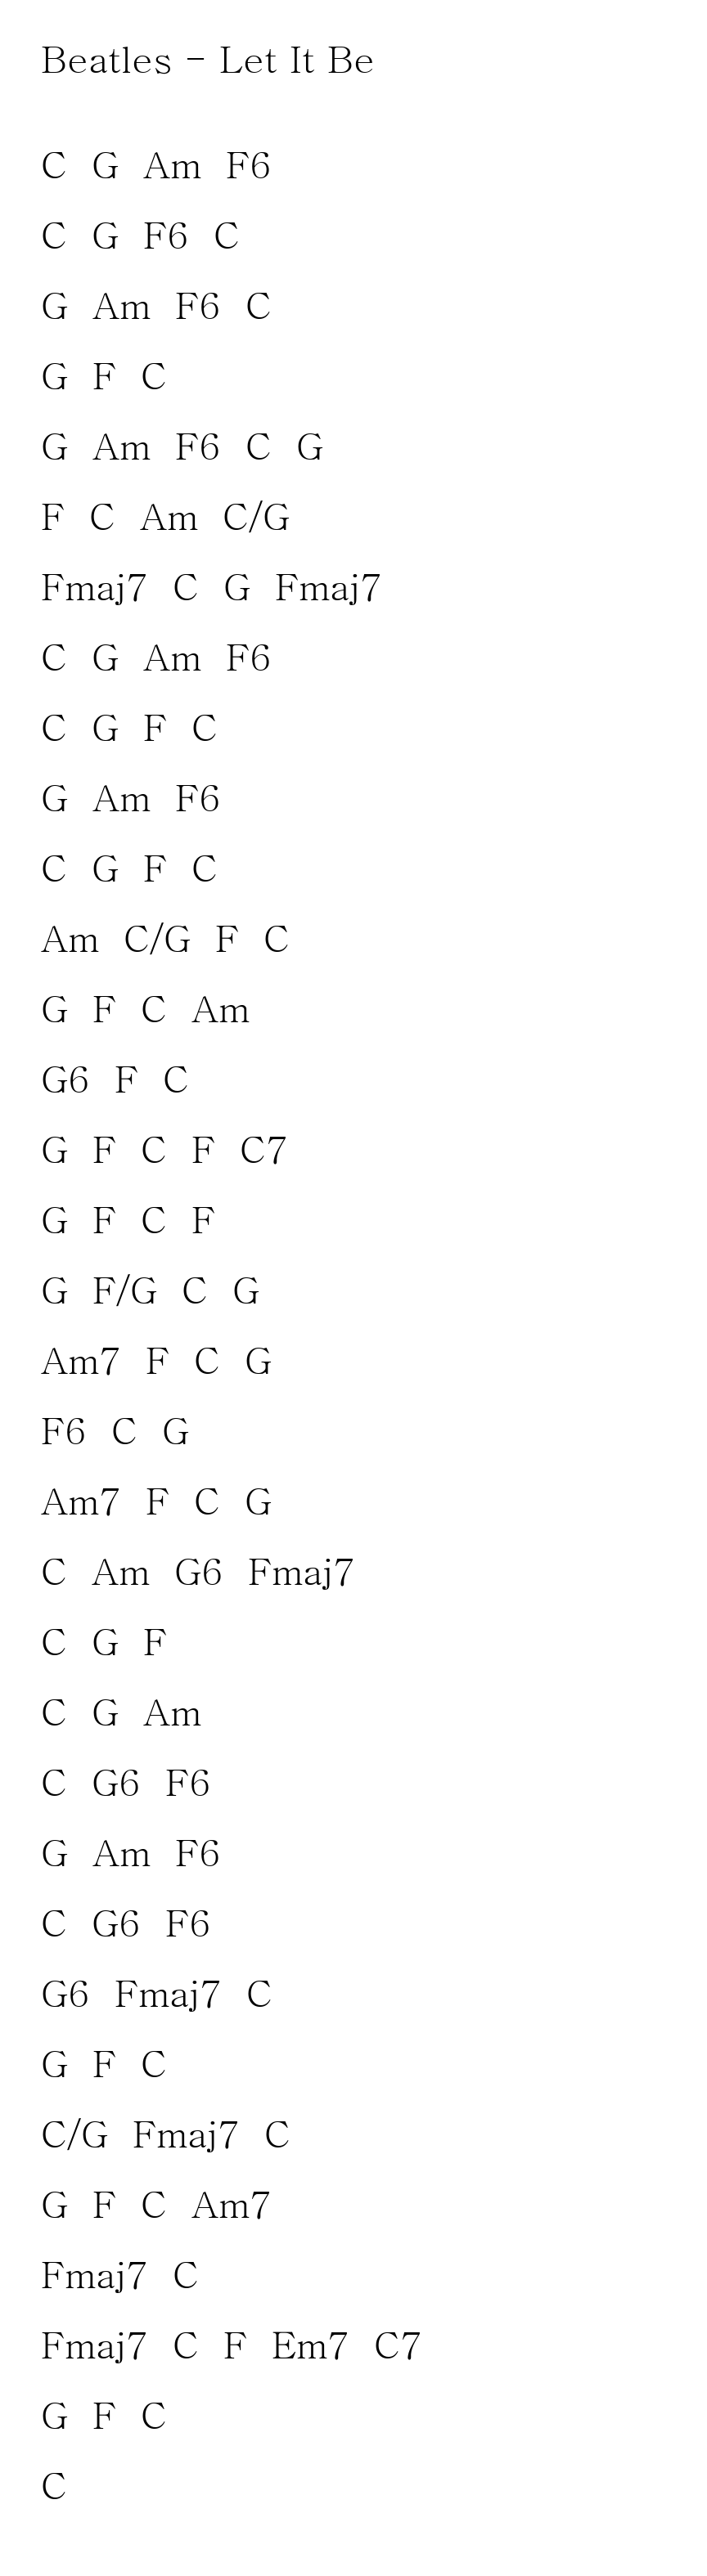 Beatles - Let It Be
C G Am F6
C G F6 C
G Am F6 C
G F C
G Am F6 C G
F C Am C/G
Fmaj7 C G Fmaj7
C G Am F6
C G F C
G Am F6
C G F C
Am C/G F C
G F C Am
G6 F C
G F C F C7
G F C F
G F/G C G
Am7 F C G
F6 C G
Am7 F C G
C Am G6 Fmaj7
C G F
C G Am
C G6 F6
G Am F6
C G6 F6
G6 Fmaj7 C
G F C
C/G Fmaj7 C
G F C Am7
Fmaj7 C
Fmaj7 C F Em7 C7
G F C
C